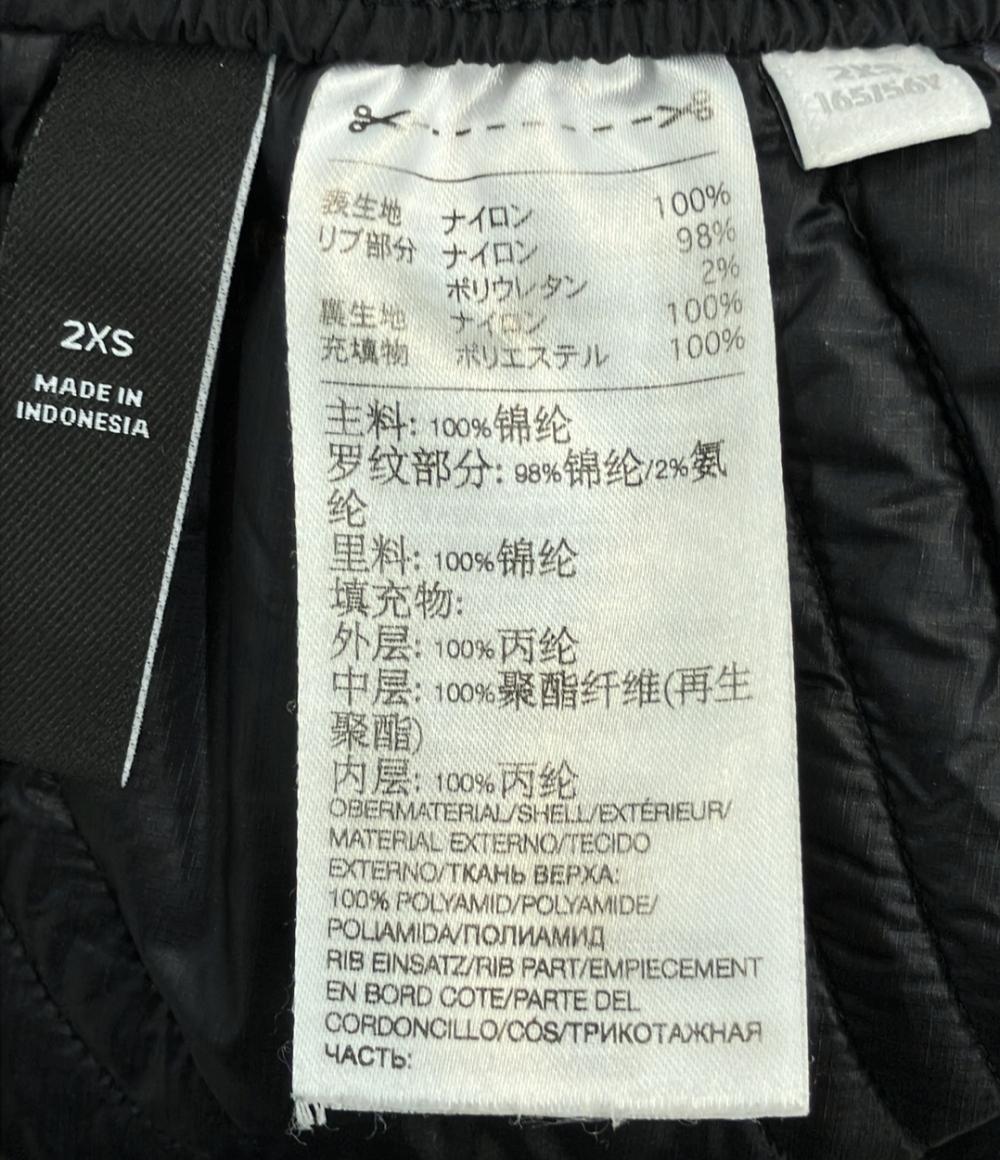 2XS
MADE IN
INDONESIA
2XS
165/56Y
表生地 ナイロン 100%
リブ部分 ナイロン 98%
ポリウレタン 2%
裏生地 ナイロン 100%
充填物 ポリエステル 100%
主料: 100%锦纶
罗纹部分: 98%锦纶/2%氨
纶
里料: 100%锦纶
填充物:
外层: 100%丙纶
中层: 100%聚酯纤维(再生
聚酯)
内层: 100%丙纶
OBERMATERIAL/SHELL/EXTÉRIEUR/
MATERIAL EXTERNO/TECIDO
EXTERNO/ТКАНЬ ВЕРХА:
100% POLYAMID/POLYAMIDE/
POLIAMIDA/ПОЛИАМИД
RIB EINSATZ/RIB PART/EMPIECEMENT
EN BORD COTE/PARTE DEL
CORDONCILLO/CÓS/ТРИКОТАЖНАЯ
ЧАСТЬ: